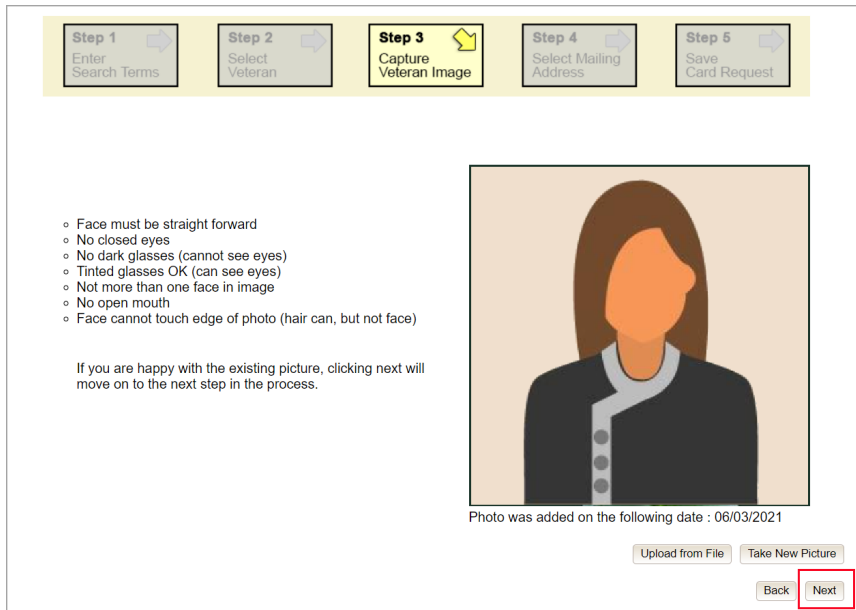 Step 1
Enter
Search Terms
Step 2
Select
Veteran
Step 3
Capture
Veteran Image
Step 4
Select Mailing
Address
Step 5
Save
Card Request
Face must be straight forward
No closed eyes
No dark glasses (cannot see eyes)
Tinted glasses OK (can see eyes)
Not more than one face in image
No open mouth
Face cannot touch edge of photo (hair can, but not face)
If you are happy with the existing picture, clicking next will
move on to the next step in the process.
Photo was added on the following date : 06/03/2021
Upload from File
Take New Picture
Back
Next